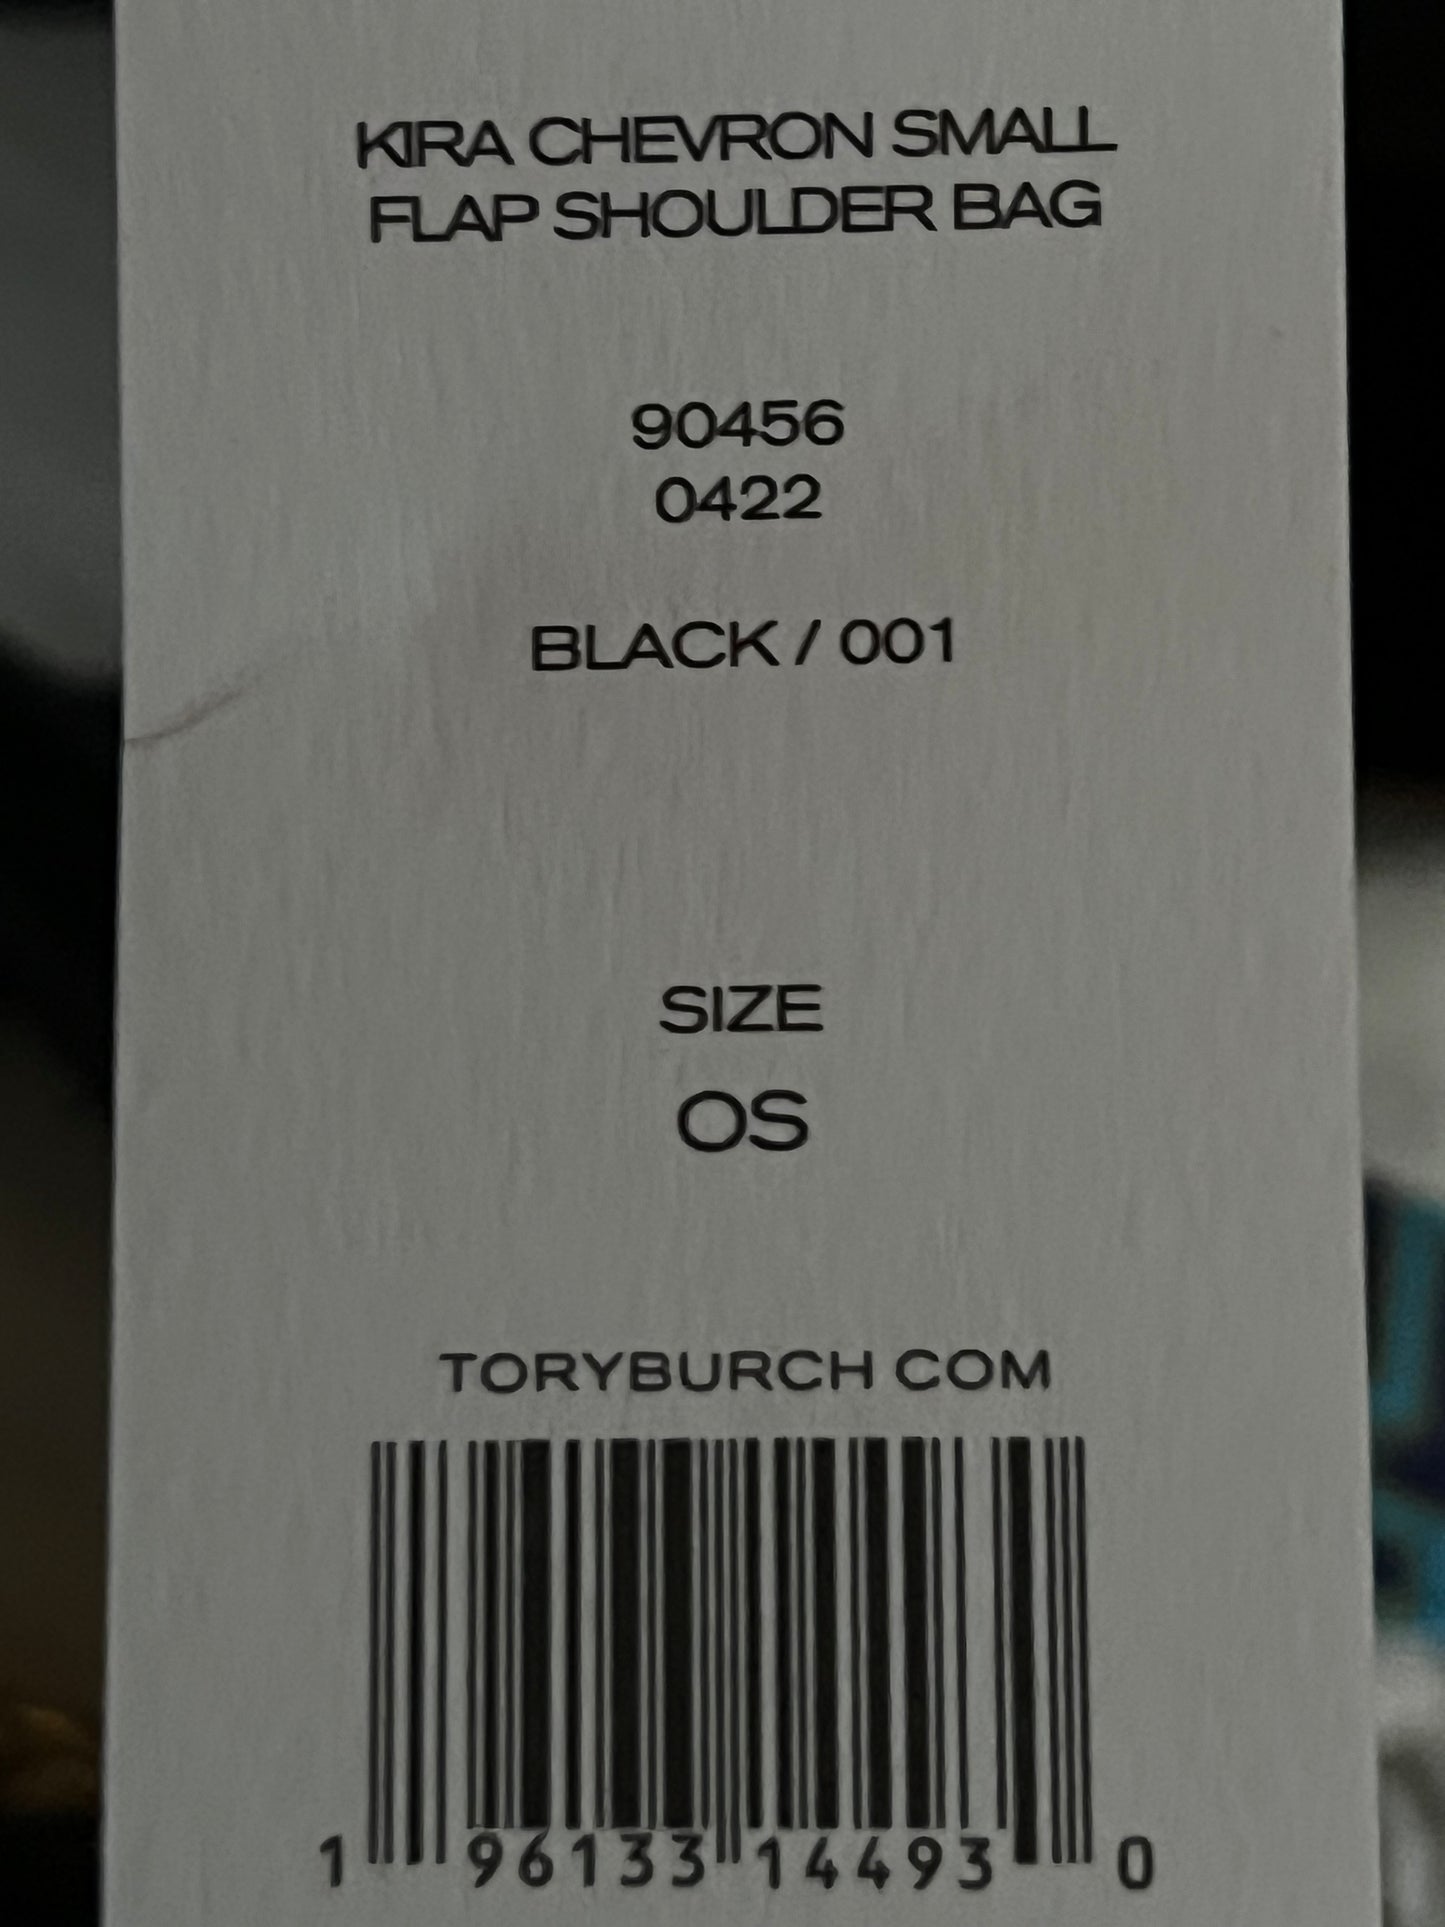 KIRA CHEVRON SMALL
FLAP SHOULDER BAG
90456
0422
BLACK / 001
SIZE
OS
TORYBURCH COM
1 96133 14493 0